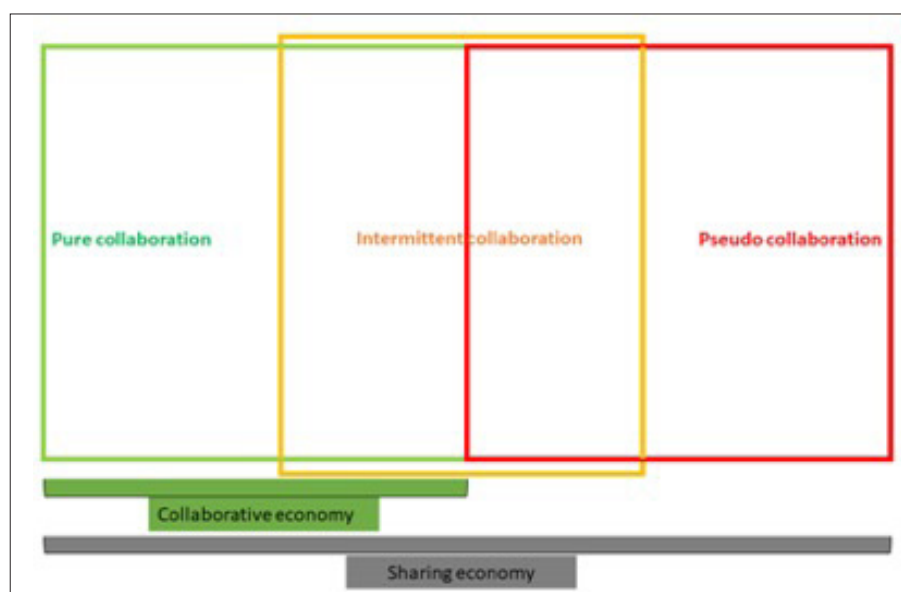 Pure collaboration
Intermittent collaboration
Pseudo collaboration
Collaborative economy
Sharing economy